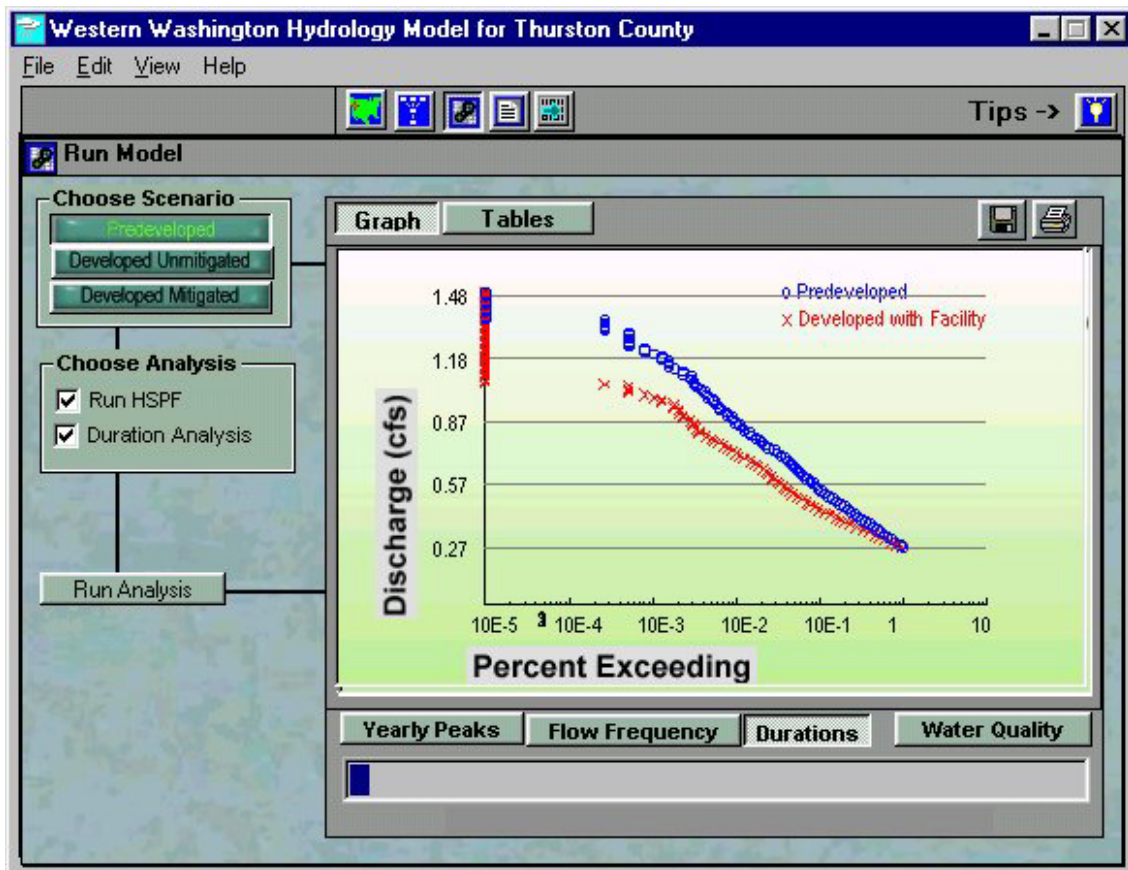 Western Washington Hydrology Model for Thurston County
File Edit View Help
Tips ->
Run Model
Choose Scenario
Predeveloped
Developed Unmitigated
Developed Mitigated
Choose Analysis
Run HSPF
Duration Analysis
Run Analysis
Graph Tables
o Predeveloped
x Developed with Facility
1.48
1.18
0.87
0.57
0.27
Discharge (cfs)
10E-5 10E-4 10E-3 10E-2 10E-1 1 10
Percent Exceeding
Yearly Peaks Flow Frequency Durations Water Quality